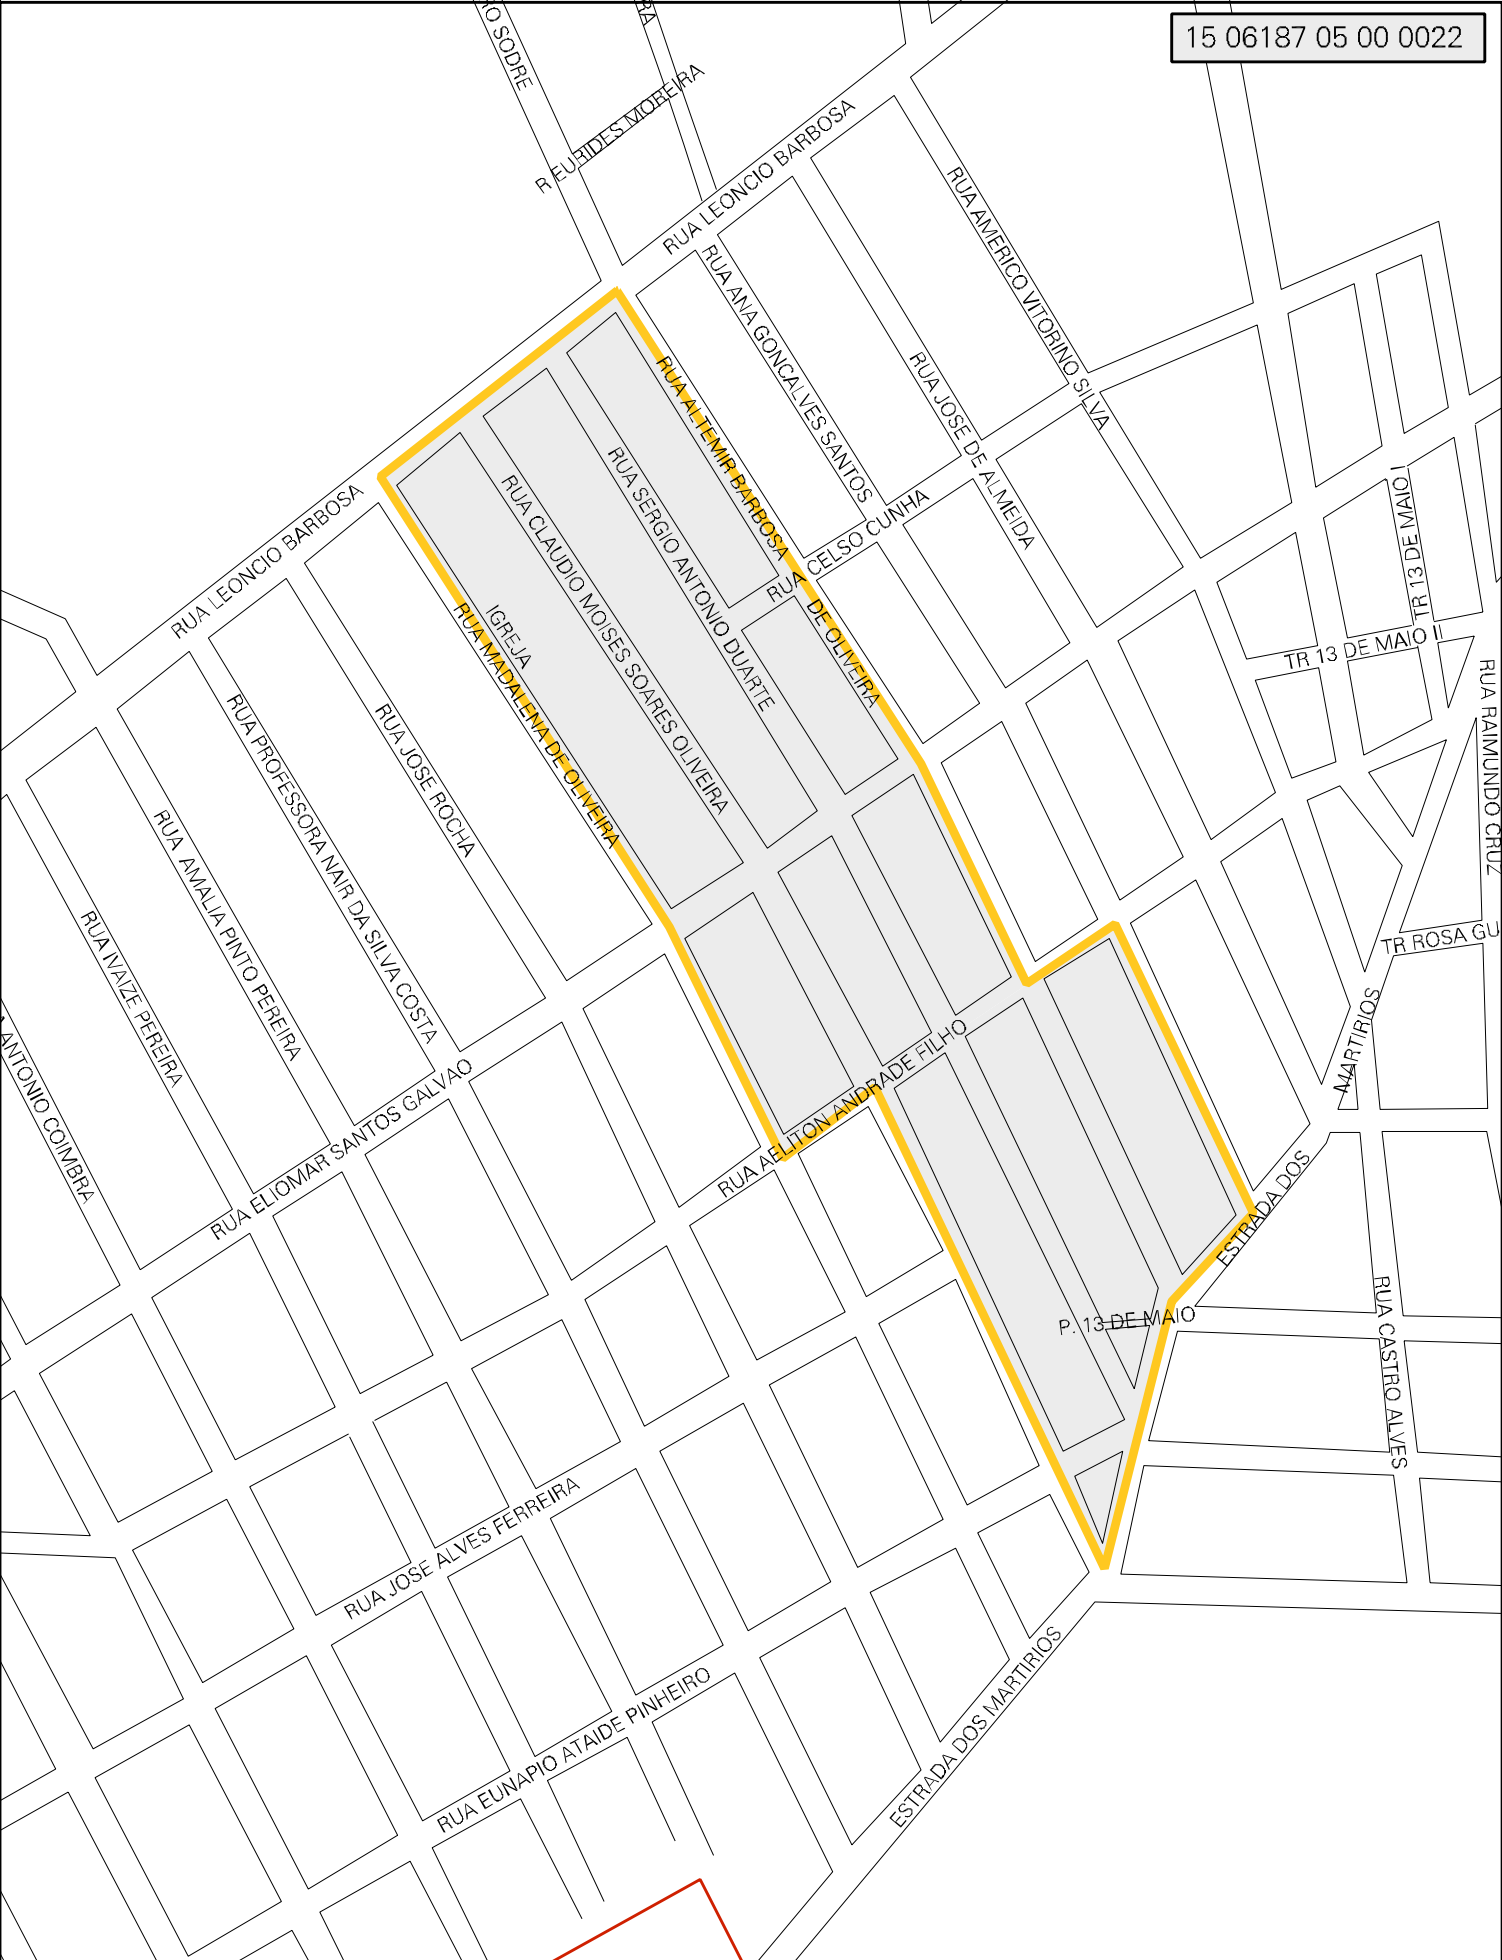 15 06187 05 00 0022
RO SODRE
RA
R EURIDES MOREIRA
RUA LEONCIO BARBOSA
RUA AMERICO VITORINO SILVA
RUA ANA GONCALVES SANTOS
RUA JOSE DE ALMEIDA
RUA ALTEMIR BARBOSA
DE OLIVEIRA
RUA SERGIO ANTONIO DUARTE
RUA CLAUDIO MOISES SOARES OLIVEIRA
RUA CELSO CUNHA
RUA LEONCIO BARBOSA
IGREJA
RUA MADALENA DE OLIVEIRA
TR 13 DE MAIO I
TR 13 DE MAIO II
RUA RAIMUNDO CRUZ
RUA JOSE ROCHA
RUA PROFESSORA NAIR DA SILVA COSTA
RUA AMALIA PINTO PEREIRA
RUA IVAIZE PEREIRA
A ANTONIO COIMBRA
TR ROSA GU
MARTIRIOS
ESTRADA DOS
RUA ELIOMAR SANTOS GALVAO
RUA AELITON ANDRADE FILHO
P. 13 DE MAIO
RUA CASTRO ALVES
RUA JOSE ALVES FERREIRA
RUA EUNAPIO ATAIDE PINHEIRO
ESTRADA DOS MARTIRIOS